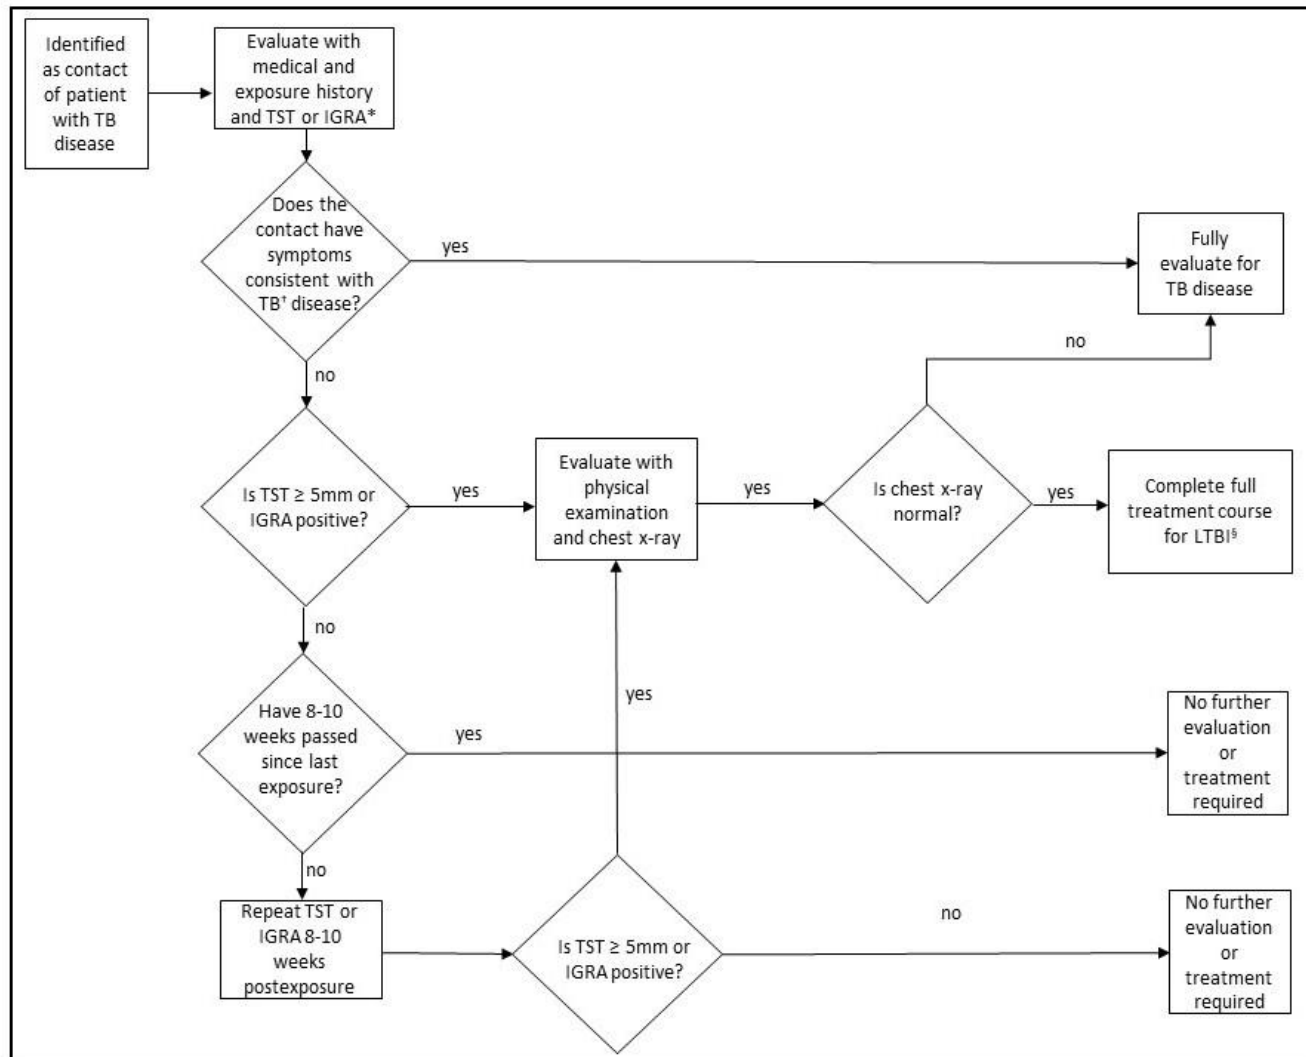 Identified
as contact
of patient
with TB
disease
Evaluate with
medical and
exposure history
and TST or IGRA*
Does the
contact have
symptoms
consistent with
TB† disease?
yes
Fully
evaluate for
TB disease
no
no
Is TST ≥ 5mm or
IGRA positive?
yes
Evaluate with
physical
examination
and chest x-ray
yes
Is chest x-ray
normal?
yes
Complete full
treatment course
for LTBI§
no
Have 8-10
weeks passed
since last
exposure?
yes
yes
No further
evaluation
or
treatment
required
no
Repeat TST or
IGRA 8-10
weeks
postexposure
Is TST ≥ 5mm or
IGRA positive?
no
No further
evaluation
or
treatment
required